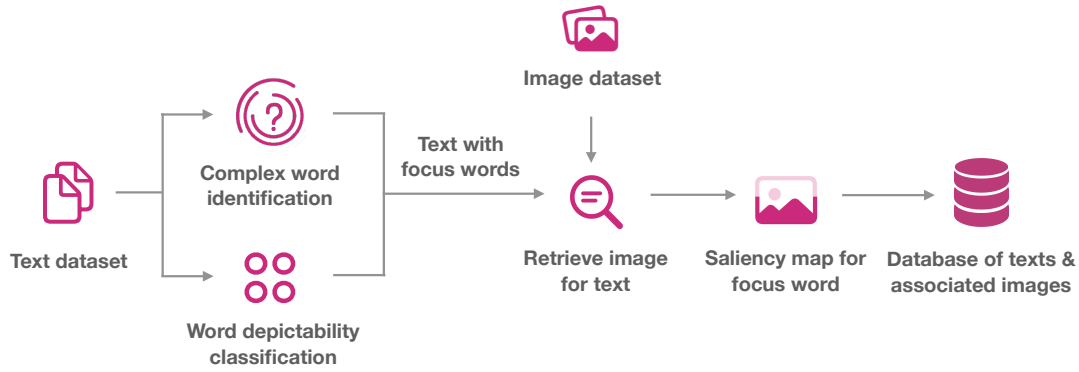 Image dataset
Text with
focus words
Complex word
identification
Text dataset
Retrieve image
for text
Saliency map for
focus word
Database of texts &
associated images
Word depictability
classification
?